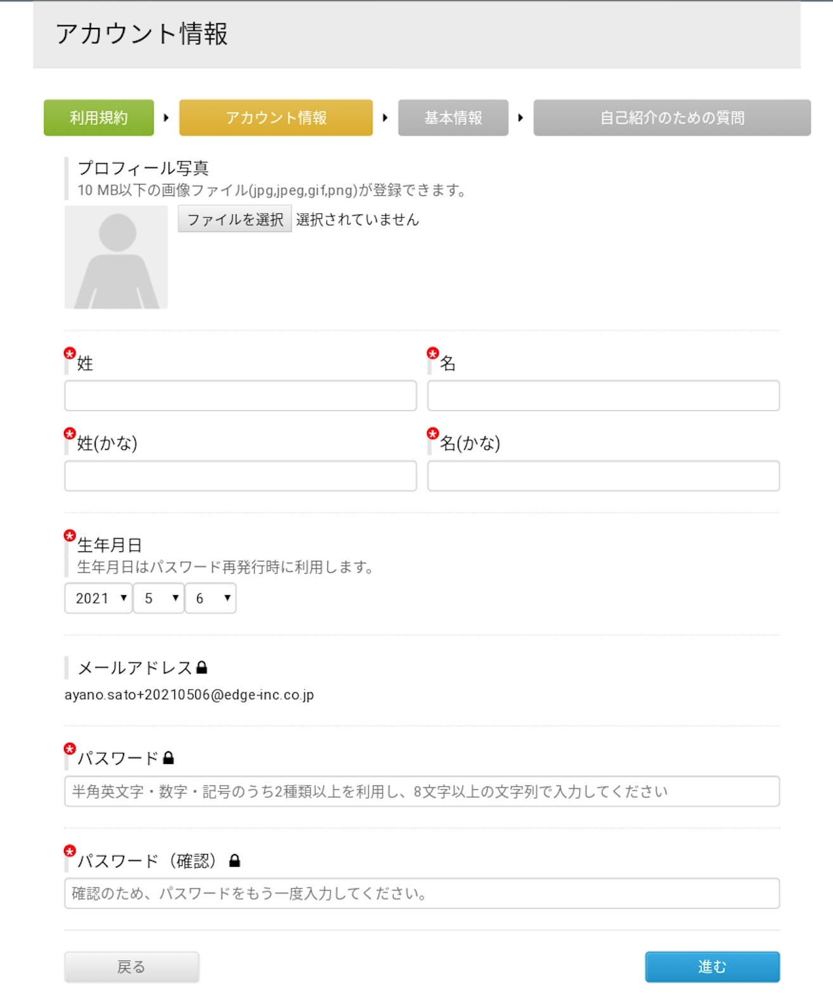 アカウント情報
利用規約 アカウント情報 基本情報 自己紹介のための質問
プロフィール写真
10 MB以下の画像ファイル(jpg,jpeg,gif,png)が登録できます。
ファイルを選択 選択されていません
姓 名
姓(かな) 名(かな)
生年月日
生年月日はパスワード再発行時に利用します。
2021 5 6
メールアドレス
ayano.sato+20210506@edge-inc.co.jp
パスワード
半角英文字・数字・記号のうち2種類以上を利用し、8文字以上の文字列で入力してください
パスワード（確認）
確認のため、パスワードをもう一度入力してください。
戻る 進む